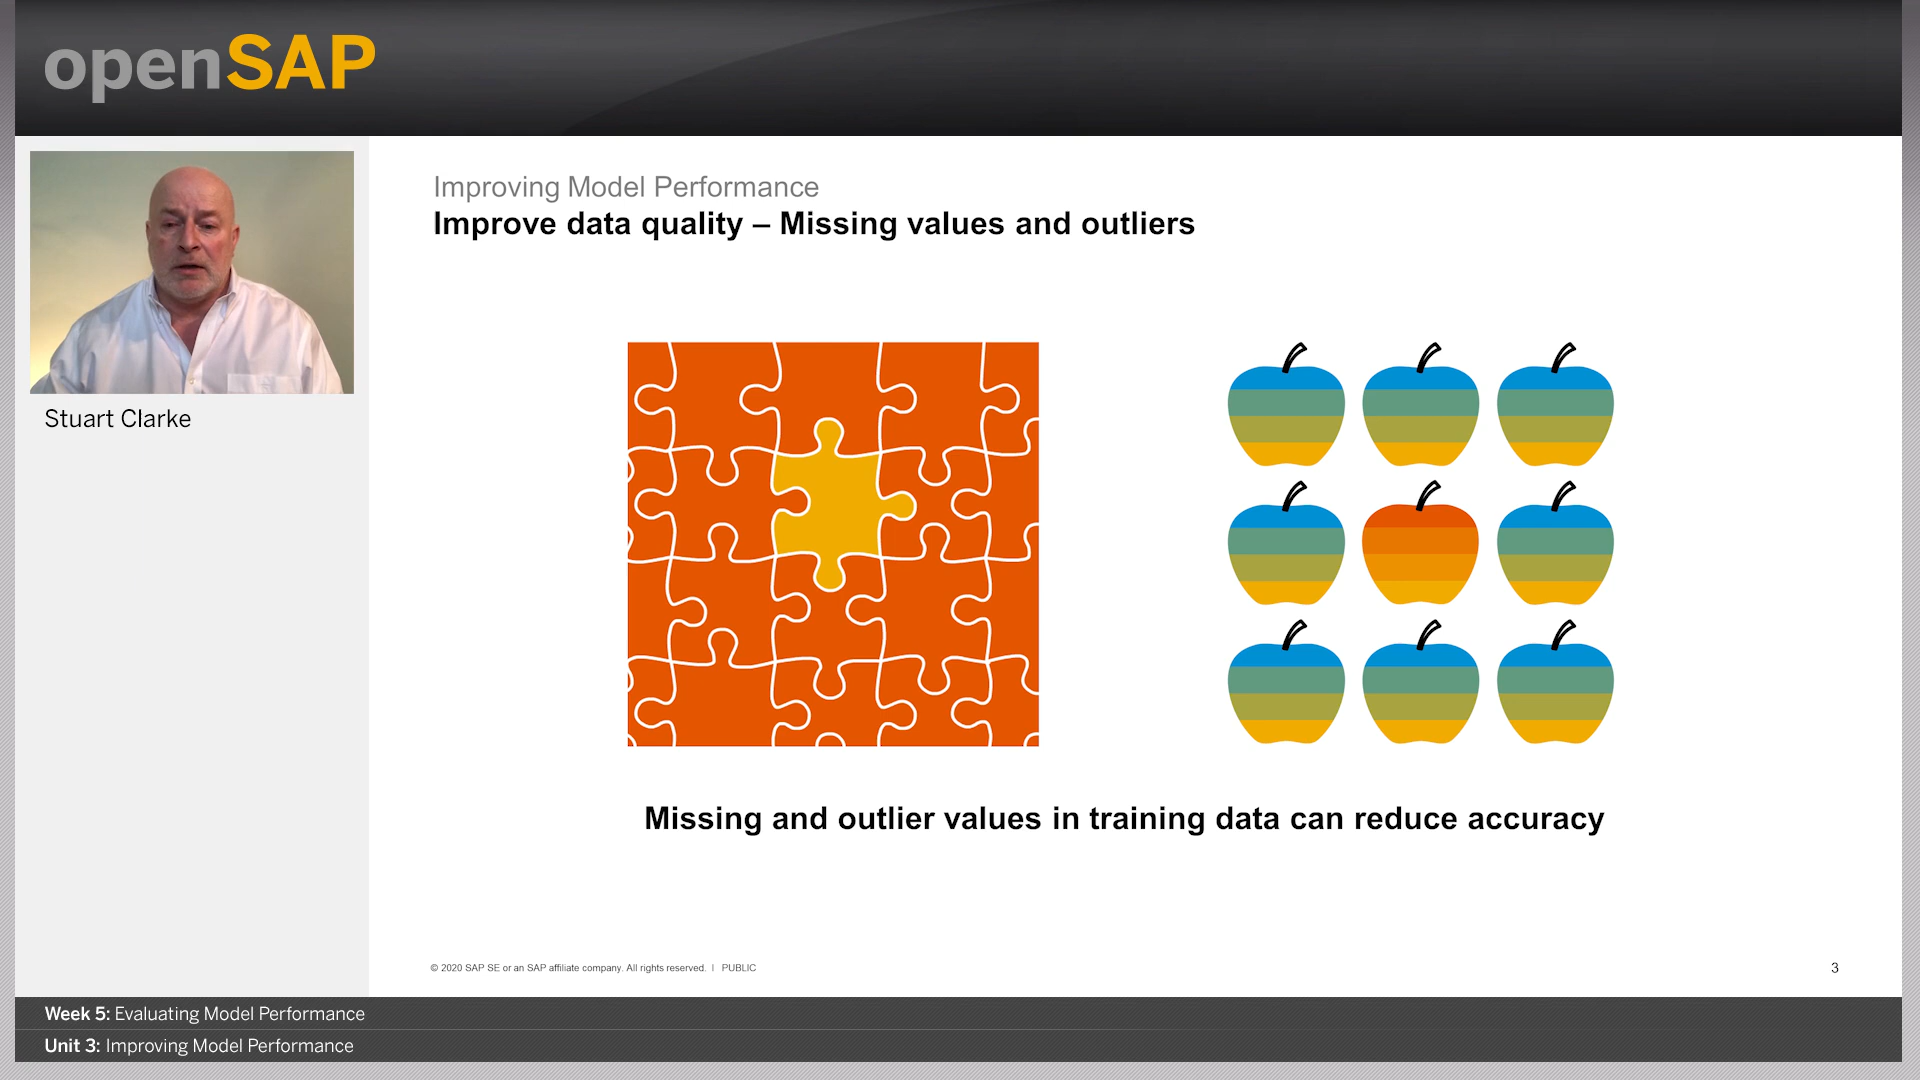 openSAP
Stuart Clarke
Improving Model Performance
Improve data quality – Missing values and outliers
Missing and outlier values in training data can reduce accuracy
© 2020 SAP SE or an SAP affiliate company. All rights reserved. | PUBLIC
3
Week 5: Evaluating Model Performance
Unit 3: Improving Model Performance